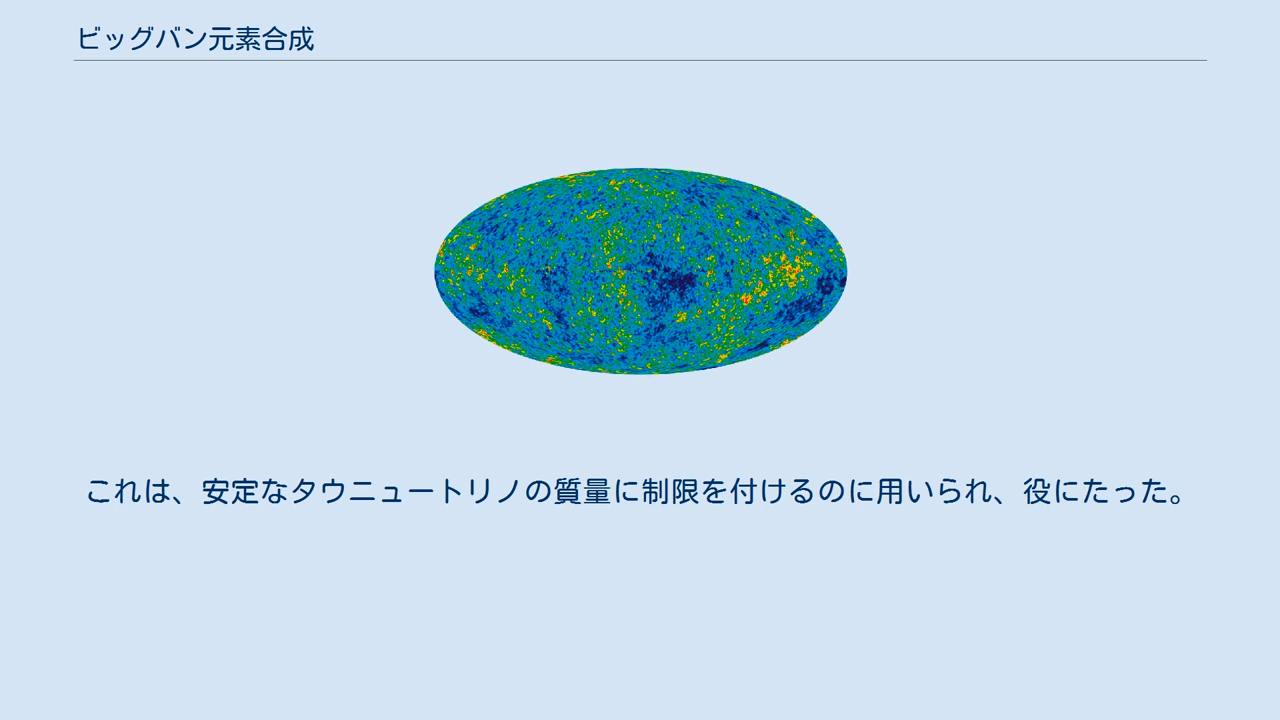 ビッグバン元素合成
これは、安定なタウニュートリノの質量に制限を付けるのに用いられ、役にたった。